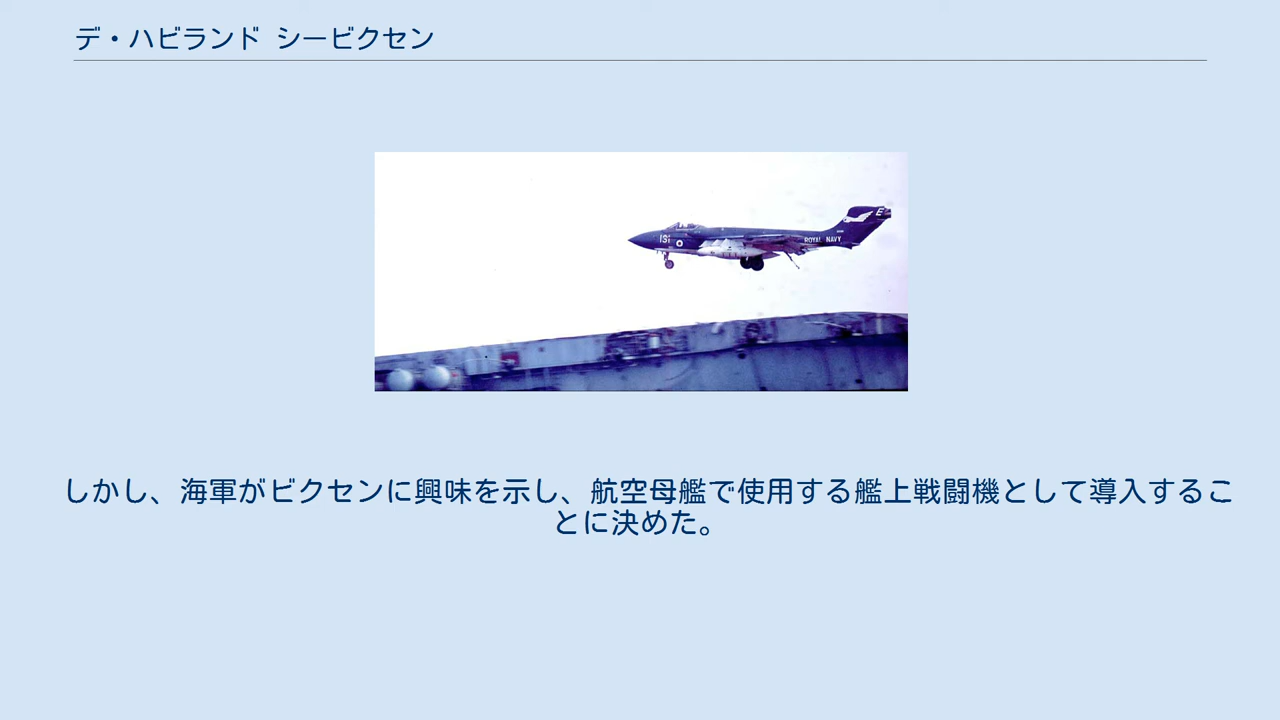 デ・ハビランド シービクセン
131
ROYAL NAVY
E
しかし、海軍がビクセンに興味を示し、航空母艦で使用する艦上戦闘機として導入するこ
とに決めた。